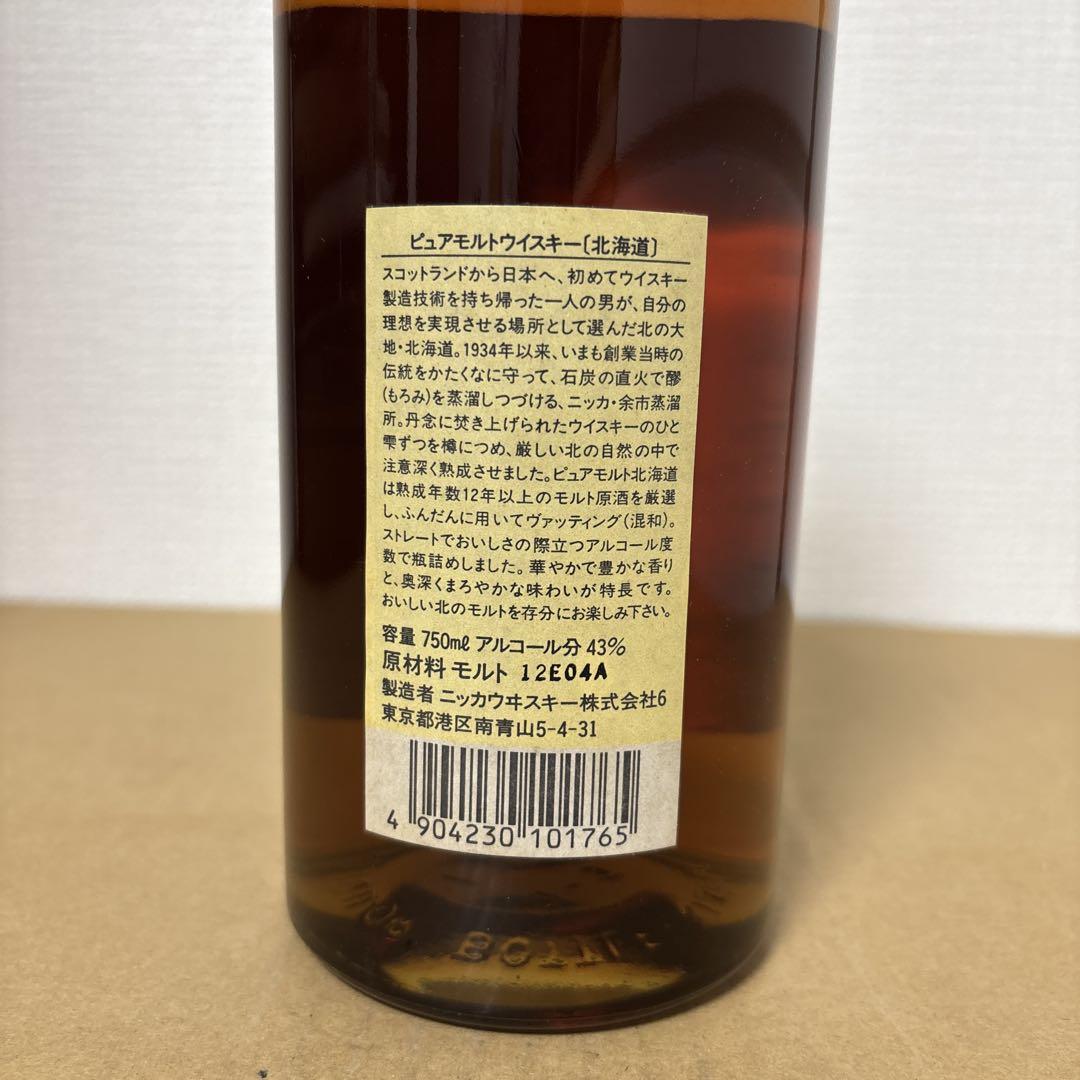 ピュアモルトウイスキー〔北海道〕
スコットランドから日本へ、初めてウイスキー
製造技術を持ち帰った一人の男が、自分の
理想を実現させる場所として選んだ北の大
地・北海道。1934年以来、いまも創業当時の
伝統をかたくなに守って、石炭の直火で醪
(もろみ)を蒸溜しつづける、ニッカ・余市蒸溜
所。丹念に焚き上げられたウイスキーのひと
雫ずつを樽につめ、厳しい北の自然の中で
注意深く熟成させました。ピュアモルト北海道
は熟成年数12年以上のモルト原酒を厳選
し、ふんだんに用いてヴァッティング(混和)。
ストレートでおいしさの際立つアルコール度
数で瓶詰めしました。華やかで豊かな香り
と、奥深くまろやかな味わいが特長です。
おいしい北のモルトを存分にお楽しみ下さい。
容量 750mℓ アルコール分 43%
原材料 モルト 12E04A
製造者 ニッカウヰスキー株式会社6
東京都港区南青山5-4-31
4 904230 101765